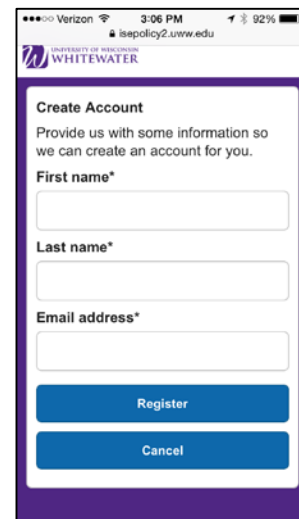 Verizon 3:06 PM 92%
isepolicy2.uww.edu
UNIVERSITY OF WISCONSIN
WHITEWATER
Create Account
Provide us with some information so
we can create an account for you.
First name*
Last name*
Email address*
Register
Cancel